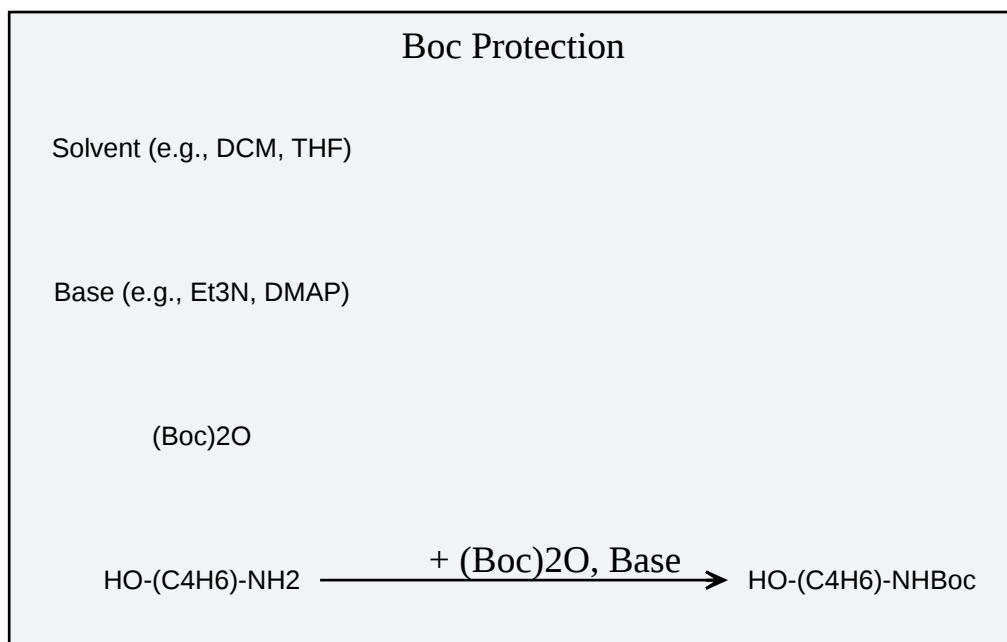 Boc Protection
Solvent (e.g., DCM, THF)
Base (e.g., Et3N, DMAP)
(Boc)2O
+ (Boc)2O, Base
HO-(C4H6)-NH2
HO-(C4H6)-NHBoc